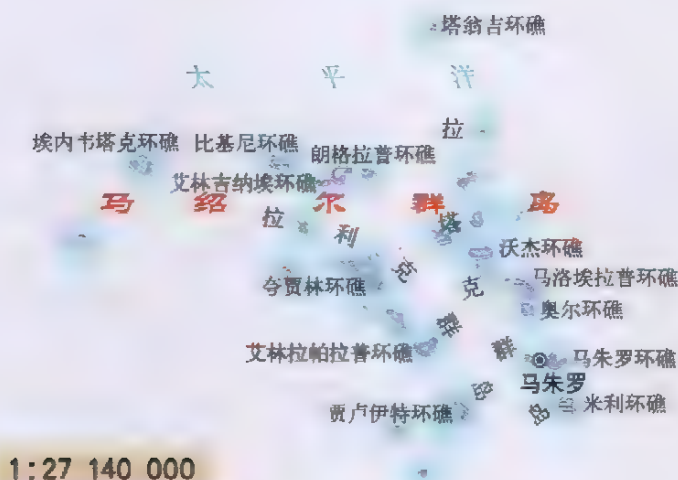 塔翁吉环礁
太平洋
埃内韦塔克环礁
比基尼环礁
朗格拉普环礁
艾林吉纳埃环礁
马绍尔群岛
拉塔克群岛
拉利克群岛
沃杰环礁
夸贾林环礁
马洛埃拉普环礁
奥尔环礁
艾林拉帕拉普环礁
马朱罗环礁
马朱罗
贾卢伊特环礁
米利环礁
1:27 140 000